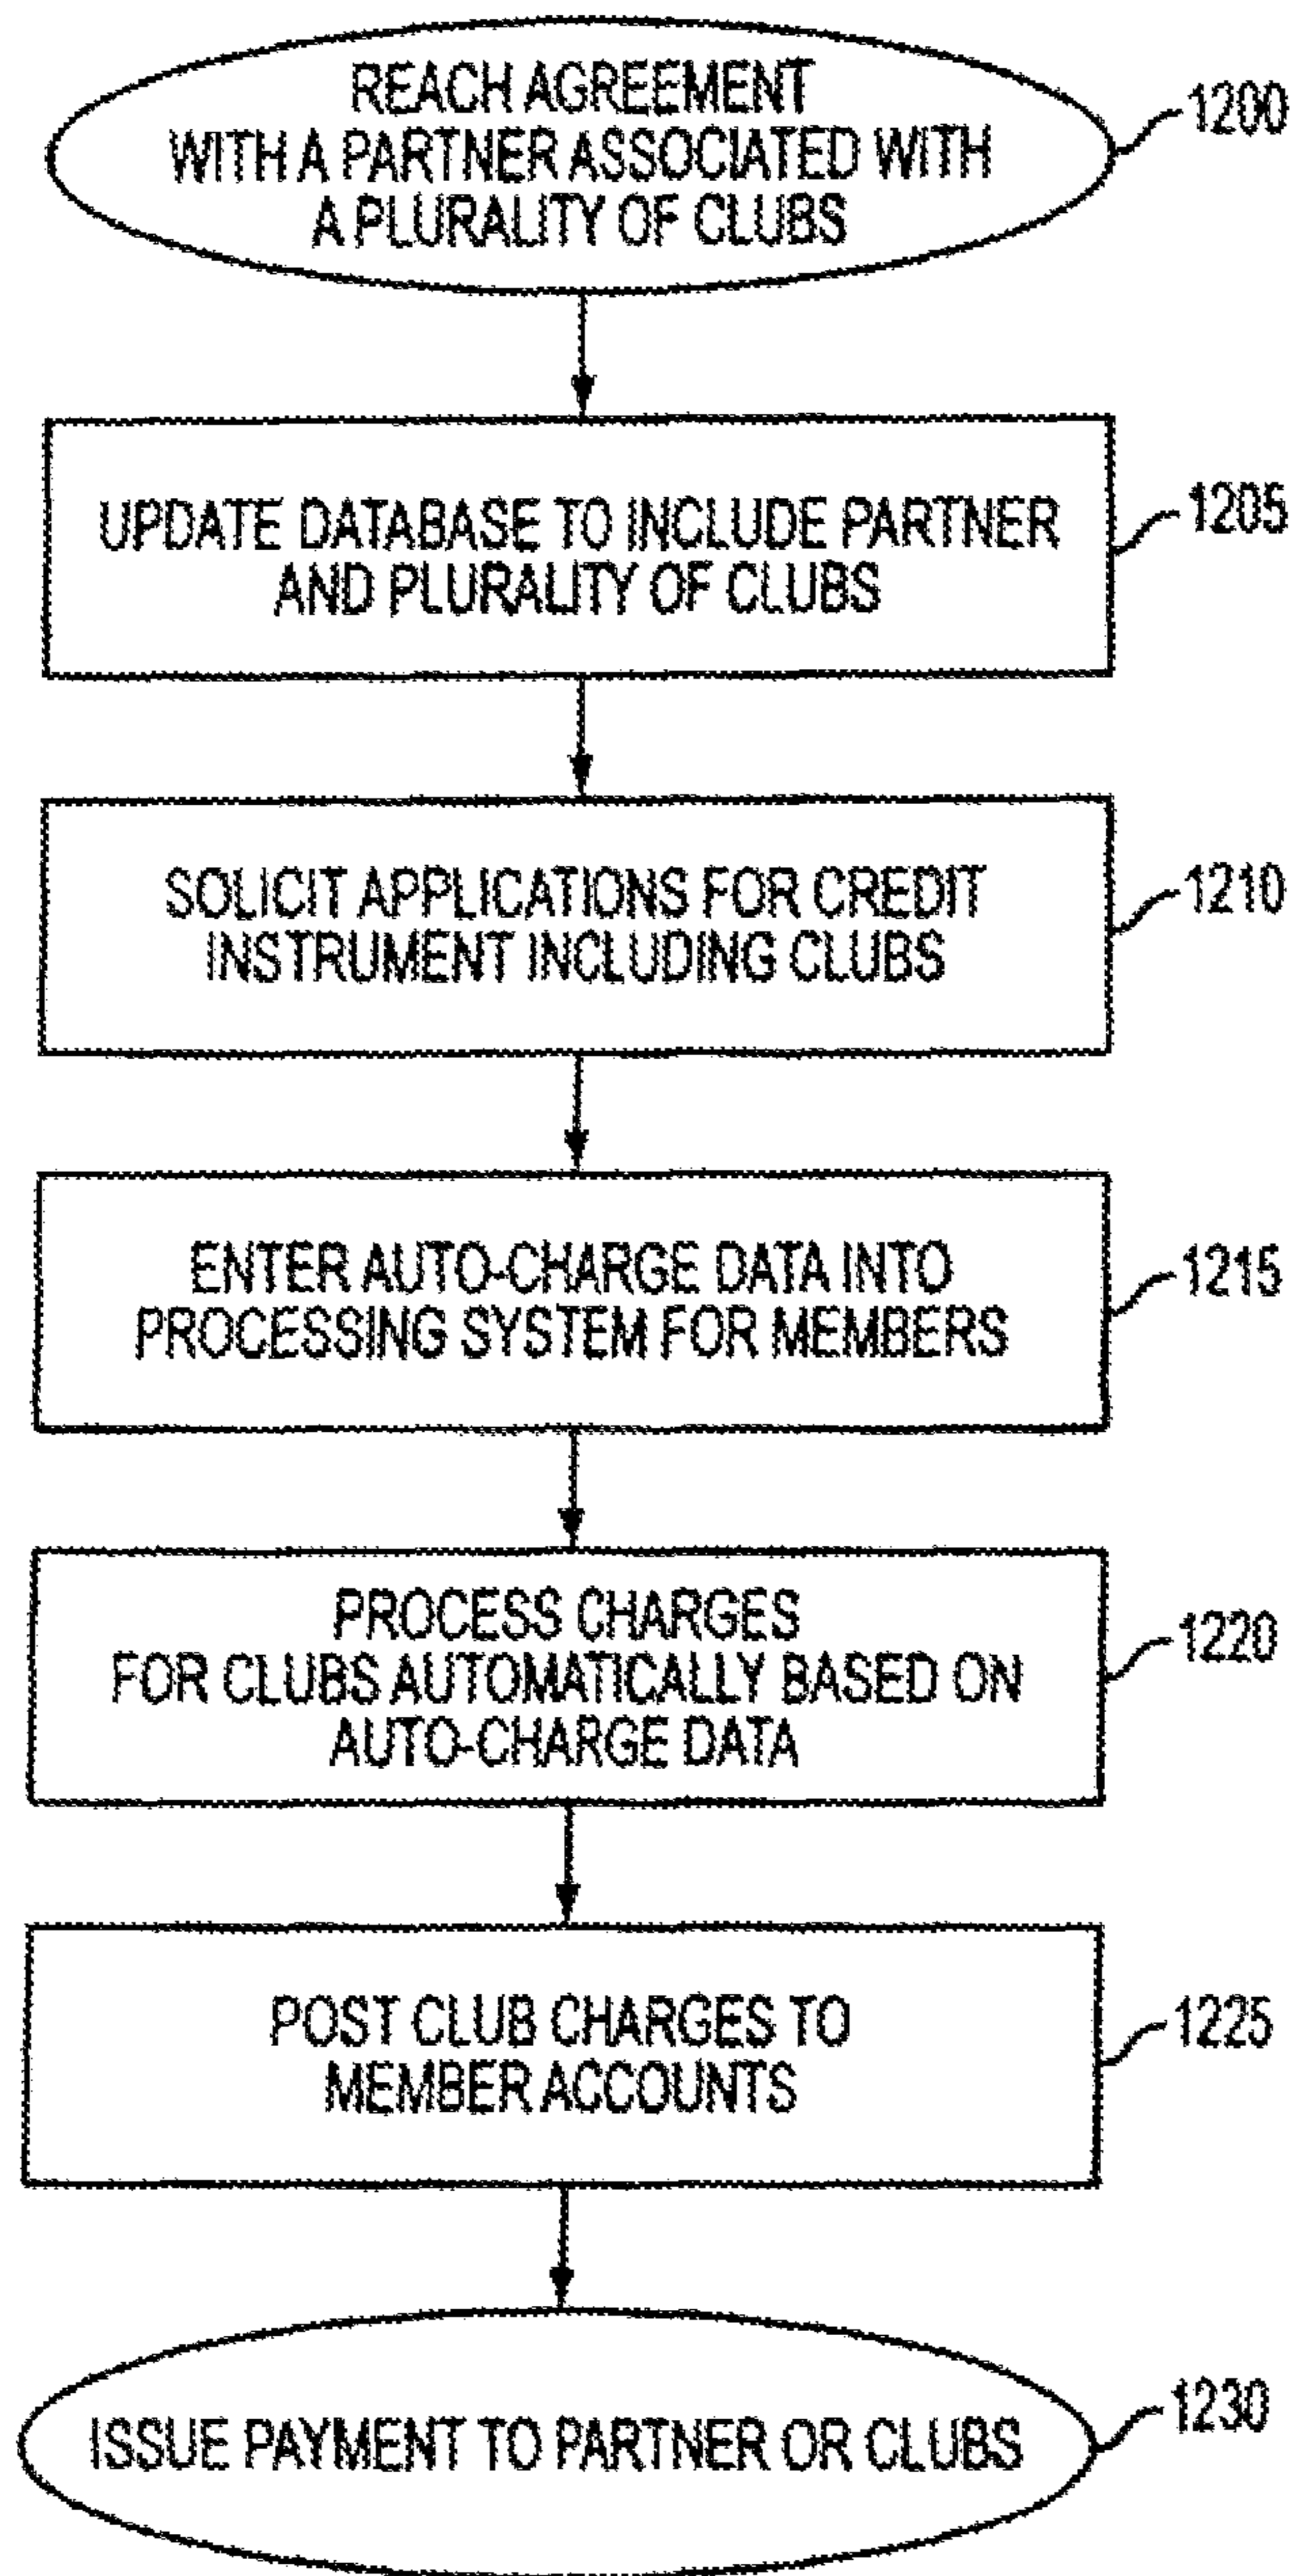 REACH AGREEMENT
WITH A PARTNER ASSOCIATED WITH
A PLURALITY OF CLUBS
1200
UPDATE DATABASE TO INCLUDE PARTNER
AND PLURALITY OF CLUBS
1205
SOLICIT APPLICATIONS FOR CREDIT
INSTRUMENT INCLUDING CLUBS
1210
ENTER AUTO-CHARGE DATA INTO
PROCESSING SYSTEM FOR MEMBERS
1215
PROCESS CHARGES
FOR CLUBS AUTOMATICALLY BASED ON
AUTO-CHARGE DATA
1220
POST CLUB CHARGES TO
MEMBER ACCOUNTS
1225
ISSUE PAYMENT TO PARTNER OR CLUBS
1230